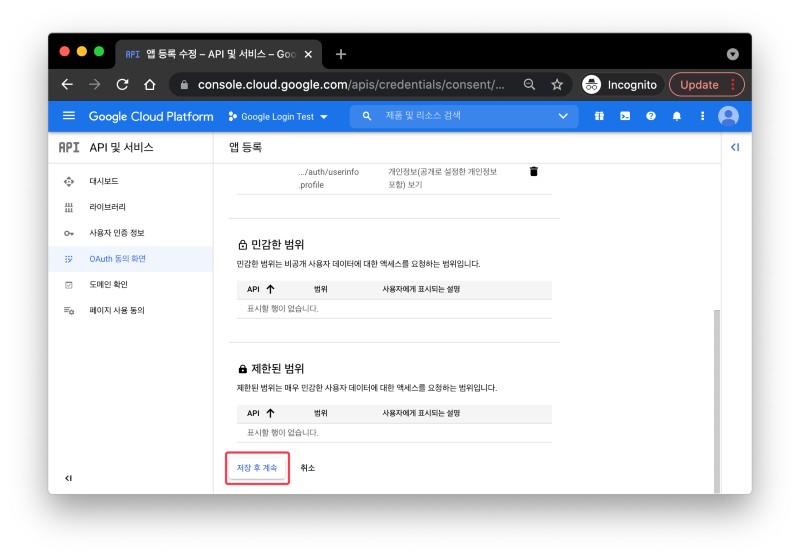 API 앱 등록 수정 – API 및 서비스 – Goo
console.cloud.google.com/apis/credentials/consent/...
Incognito
Update
Google Cloud Platform
Google Login Test
제품 및 리소스 검색
API API 및 서비스
앱 등록
대시보드
라이브러리
사용자 인증 정보
OAuth 동의 화면
도메인 확인
페이지 사용 동의
.../auth/userinfo
.profile
개인정보(공개로 설정한 개인정보
포함) 보기
민감한 범위
민감한 범위는 비공개 사용자 데이터에 대한 액세스를 요청하는 범위입니다.
API 범위 사용자에게 표시되는 설명
표시할 행이 없습니다.
제한된 범위
제한된 범위는 매우 민감한 사용자 데이터에 대한 액세스를 요청하는 범위입니다.
API 범위 사용자에게 표시되는 설명
표시할 행이 없습니다.
저장 후 계속 취소